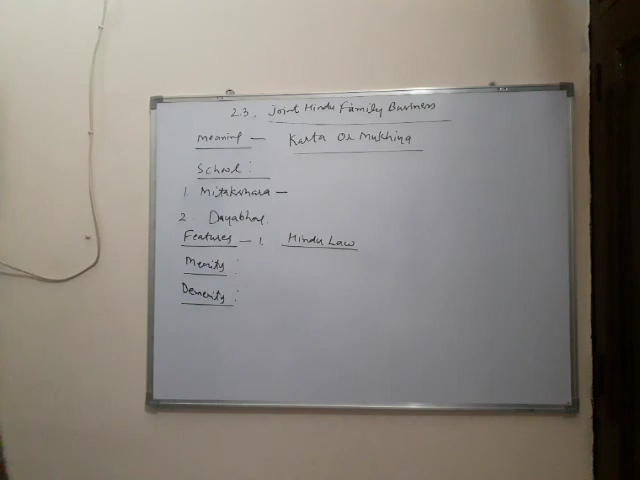 2.3. Joint Hindu Family Business
Meaning — Karta Or Mukhiya
School :
1. Mitakshara —
2. Dayabhag.
Features — 1. Hindu Law
Merits :
Demerits :